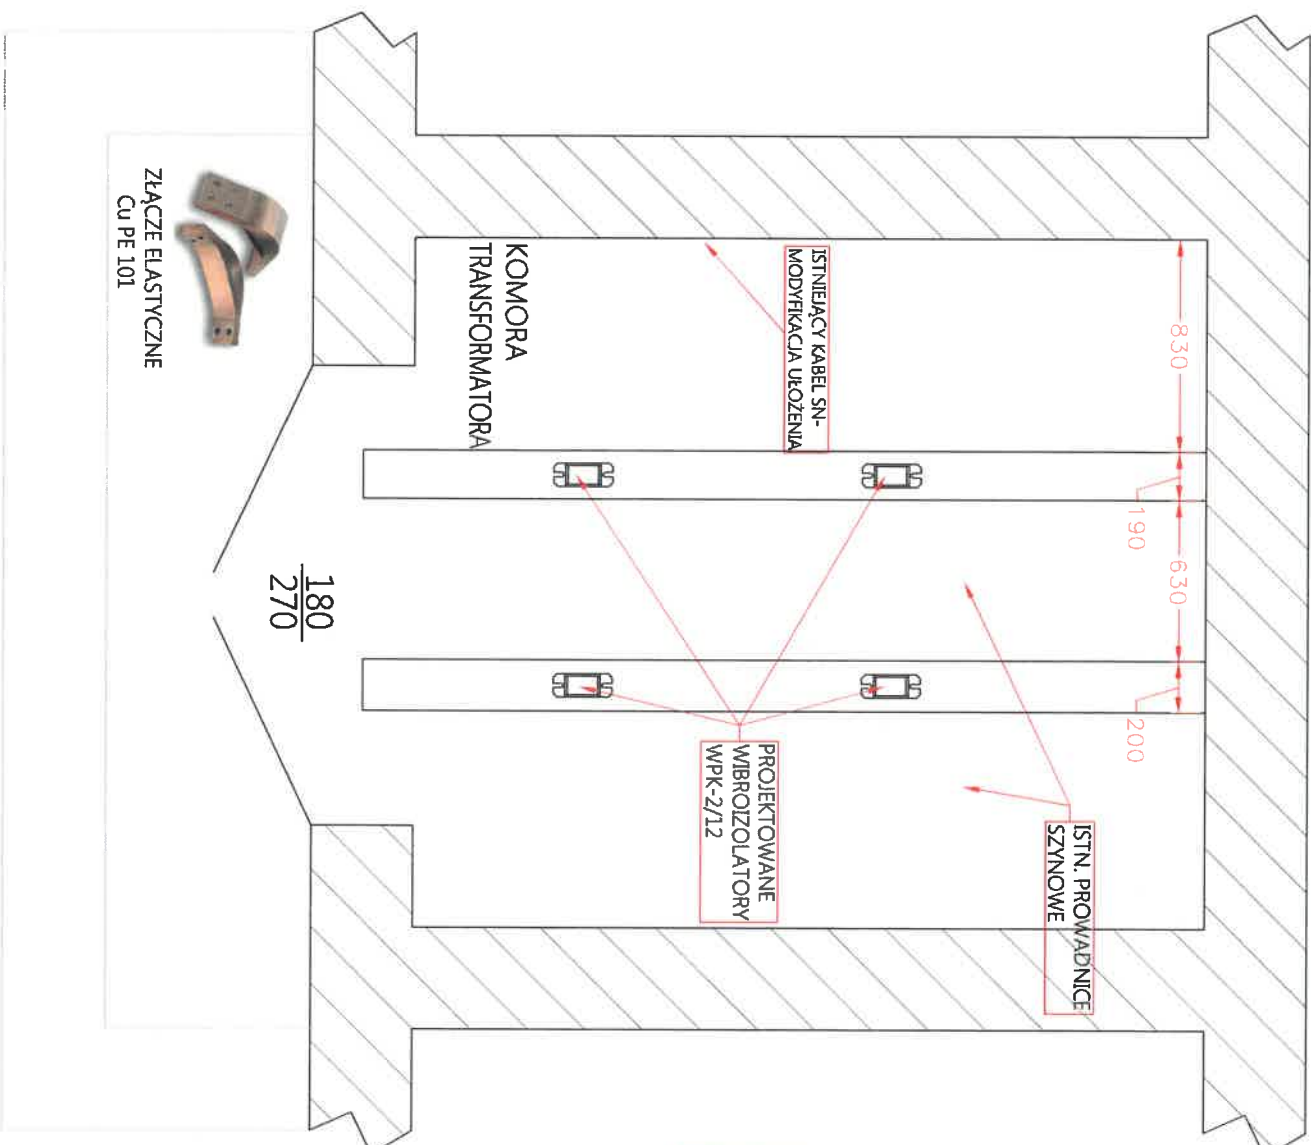 830
190
630
200
ISTNIEJĄCY KABEL SN-
MODYFIKACJA UŁOŻENIA
ISTN. PROWADNICE
SZYNOWE
KOMORA
TRANSFORMATORA
PROJEKTOWANE
WIBROIZOLATORY
WPK-2/12
180
270
ZŁĄCZE ELASTYCZNE
Cu PE 101